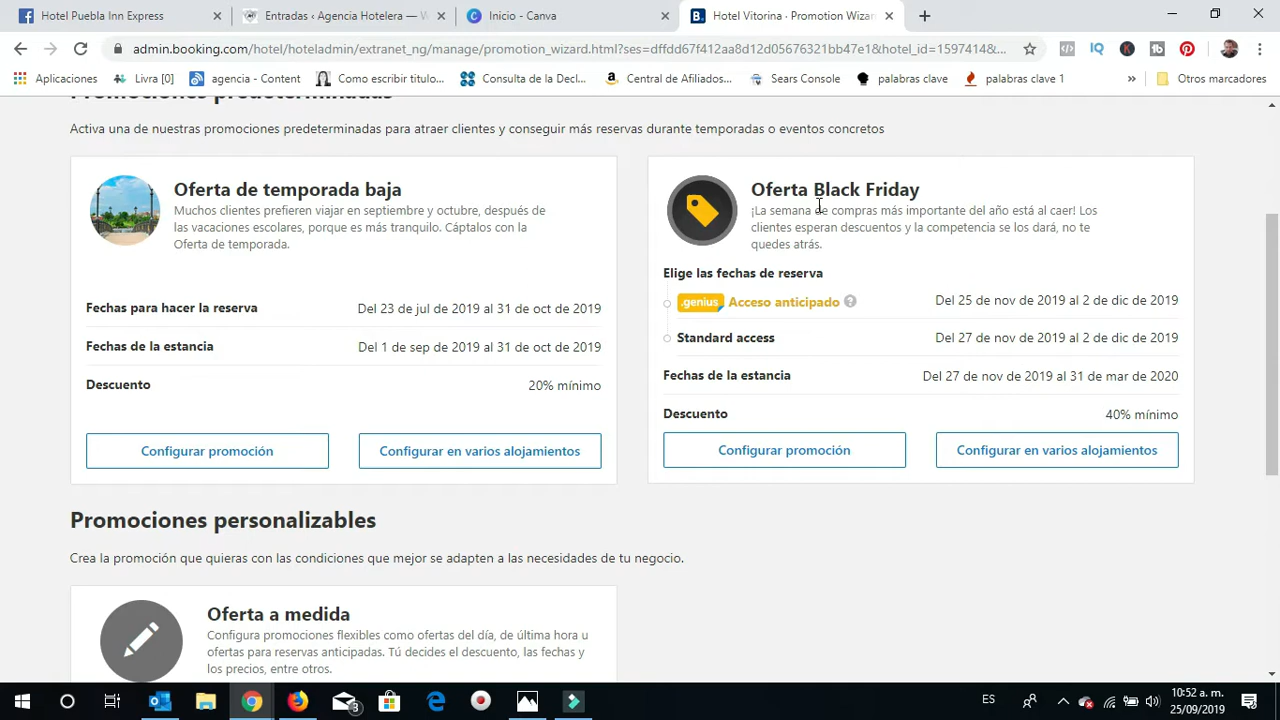 Hotel Puebla Inn Express
Entradas ‹ Agencia Hotelera — W
Inicio - Canva
Hotel Vitorina · Promotion Wizar
admin.booking.com/hotel/hoteladmin/extranet_ng/manage/promotion_wizard.html?ses=dffdd67f412aa8d12d05676321bb47e1&hotel_id=1597414&...
Aplicaciones
Livra [0]
agencia - Content
Como escribir titulo...
Consulta de la Decl...
Central de Afiliados...
Sears Console
palabras clave
palabras clave 1
»
Otros marcadores
Promociones predeterminadas
Activa una de nuestras promociones predeterminadas para atraer clientes y conseguir más reservas durante temporadas o eventos concretos
Oferta de temporada baja
Muchos clientes prefieren viajar en septiembre y octubre, después de
las vacaciones escolares, porque es más tranquilo. Cáptalos con la
Oferta de temporada.
Fechas para hacer la reserva Del 23 de jul de 2019 al 31 de oct de 2019
Fechas de la estancia Del 1 de sep de 2019 al 31 de oct de 2019
Descuento 20% mínimo
Configurar promoción Configurar en varios alojamientos
Oferta Black Friday
¡La semana de compras más importante del año está al caer! Los
clientes esperan descuentos y la competencia se los dará, no te
quedes atrás.
Elige las fechas de reserva
.genius Acceso anticipado ? Del 25 de nov de 2019 al 2 de dic de 2019
Standard access Del 27 de nov de 2019 al 2 de dic de 2019
Fechas de la estancia Del 27 de nov de 2019 al 31 de mar de 2020
Descuento 40% mínimo
Configurar promoción Configurar en varios alojamientos
Promociones personalizables
Crea la promoción que quieras con las condiciones que mejor se adapten a las necesidades de tu negocio.
Oferta a medida
Configura promociones flexibles como ofertas del día, de última hora u
ofertas para reservas anticipadas. Tú decides el descuento, las fechas y
los precios, entre otros.
3
ES
10:52 a. m.
25/09/2019